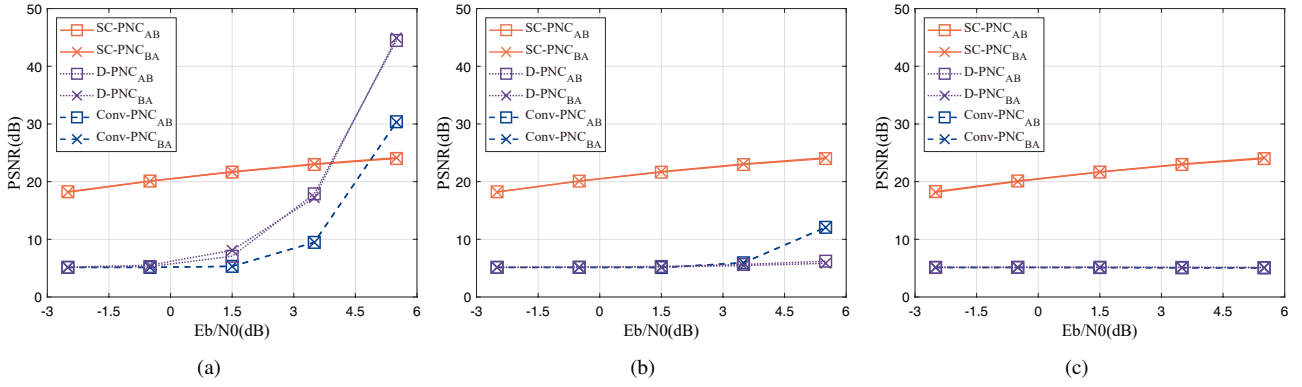 50
40
30
20
10
0
PSNR(dB)
SC-PNC_AB
SC-PNC_BA
D-PNC_AB
D-PNC_BA
Conv-PNC_AB
Conv-PNC_BA
-3 -1.5 0 1.5 3 4.5 6
Eb/N0(dB)
(a)
50
40
30
20
10
0
PSNR(dB)
SC-PNC_AB
SC-PNC_BA
D-PNC_AB
D-PNC_BA
Conv-PNC_AB
Conv-PNC_BA
-3 -1.5 0 1.5 3 4.5 6
Eb/N0(dB)
(b)
50
40
30
20
10
0
PSNR(dB)
SC-PNC_AB
SC-PNC_BA
D-PNC_AB
D-PNC_BA
Conv-PNC_AB
Conv-PNC_BA
-3 -1.5 0 1.5 3 4.5 6
Eb/N0(dB)
(c)